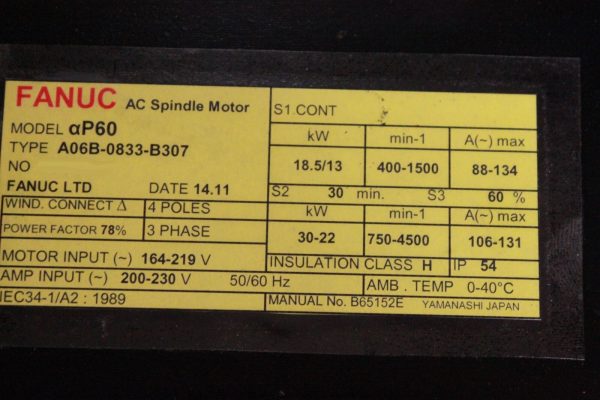 FANUC AC Spindle Motor
MODEL αP60
TYPE A06B-0833-B307
NO
FANUC LTD DATE 14.11
WIND. CONNECT Δ 4 POLES
POWER FACTOR 78% 3 PHASE
MOTOR INPUT (~) 164-219 V
AMP INPUT (~) 200-230 V 50/60 Hz
IEC34-1/A2 : 1989
S1 CONT
kW min-1 A(~) max
18.5/13 400-1500 88-134
S2 30 min. S3 60 %
kW min-1 A(~) max
30-22 750-4500 106-131
INSULATION CLASS H IP 54
AMB . TEMP 0-40°C
MANUAL No. B65152E YAMANASHI JAPAN